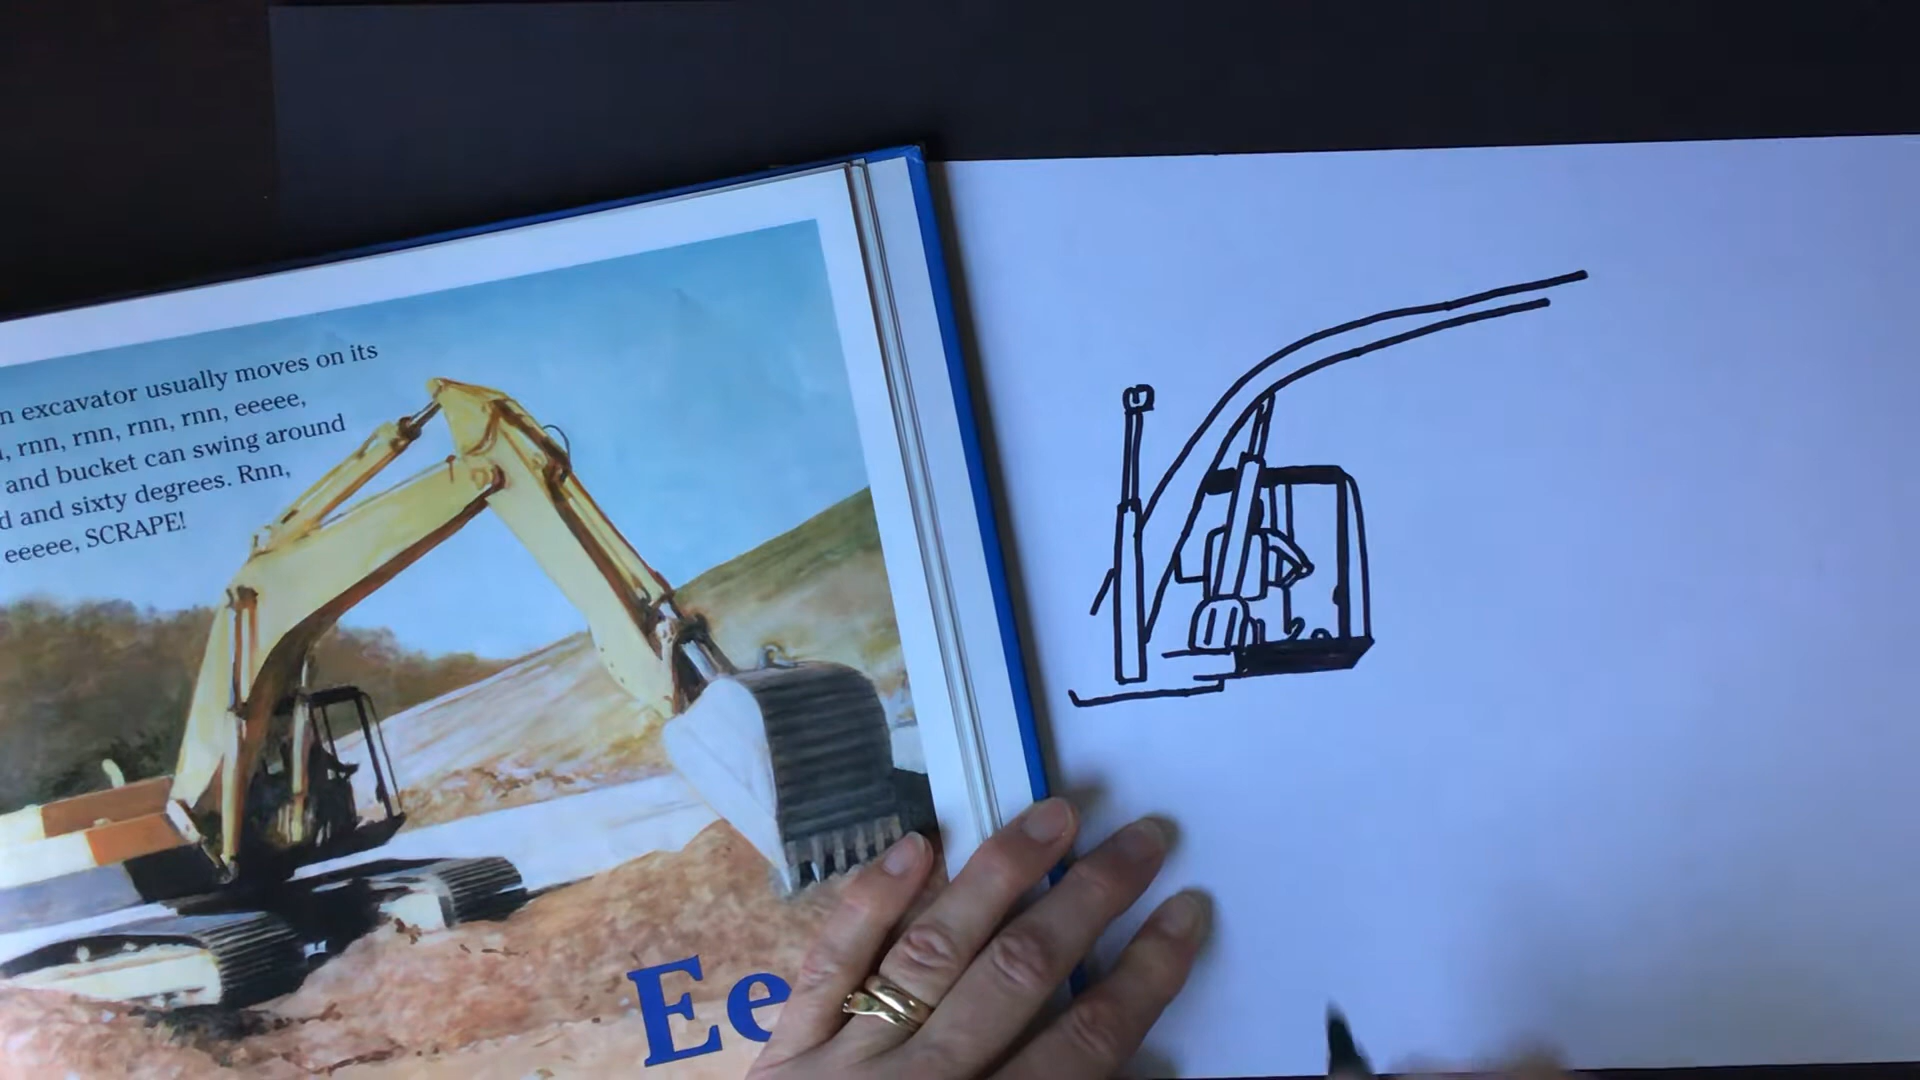 excavator usually moves on its
rnn, rnn, rnn, rnn, eeeee,
and bucket can swing around
and sixty degrees. Rnn,
eeeee, SCRAPE!
Ee